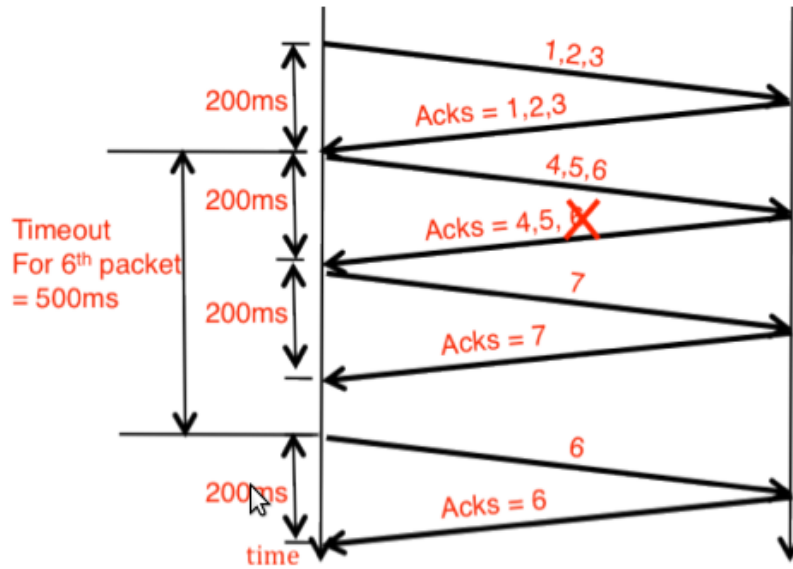 1,2,3
200ms
Acks = 1,2,3
4,5,6
200ms
Acks = 4,5,
Timeout
For 6th packet
= 500ms
7
200ms
Acks = 7
6
200ms
Acks = 6
time